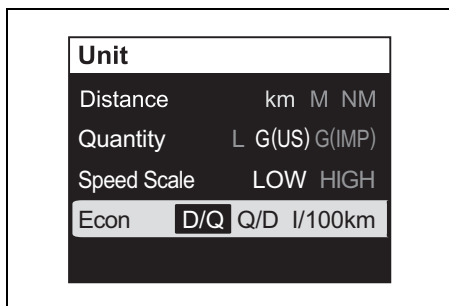 Unit
Distance km M NM
Quantity L G(US) G(IMP)
Speed Scale LOW HIGH
Econ D/Q Q/D l/100km